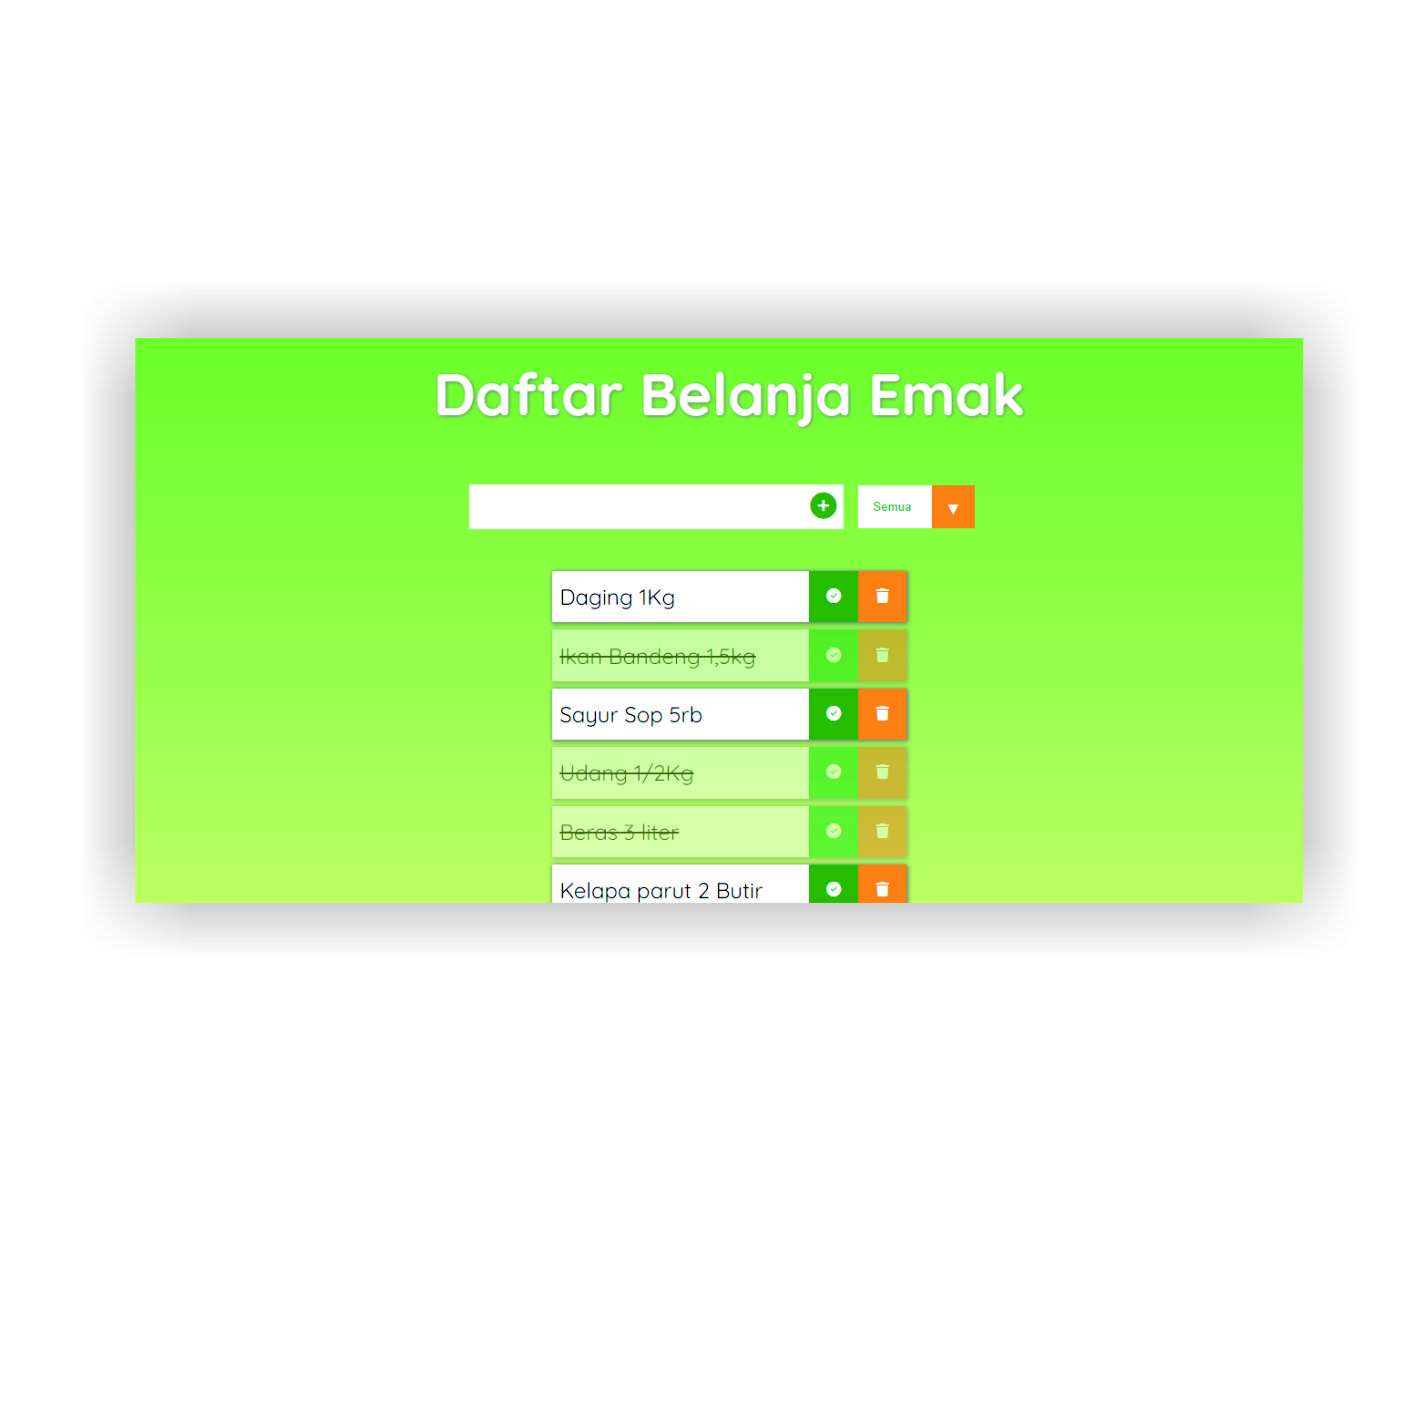 Daftar Belanja Emak
Semua
Daging 1Kg
Ikan Bandeng 1,5kg
Sayur Sop 5rb
Udang 1/2Kg
Beras 3 liter
Kelapa parut 2 Butir